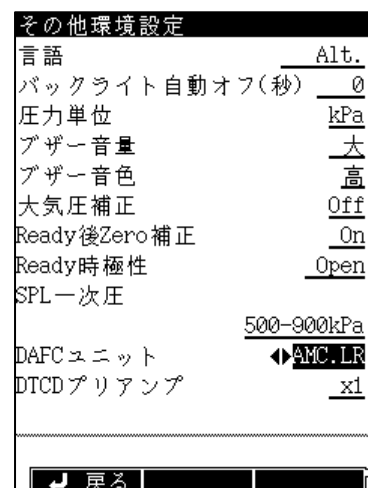 その他環境設定
言語 Alt.
バックライト自動オフ(秒) 0
圧力単位 kPa
ブザー音量 大
ブザー音色 高
大気圧補正 Off
Ready後Zero補正 On
Ready時極性 Open
SPL一次圧
500-900kPa
DAFCユニット AMC.LR
DTCDプリアンプ x1
戻る